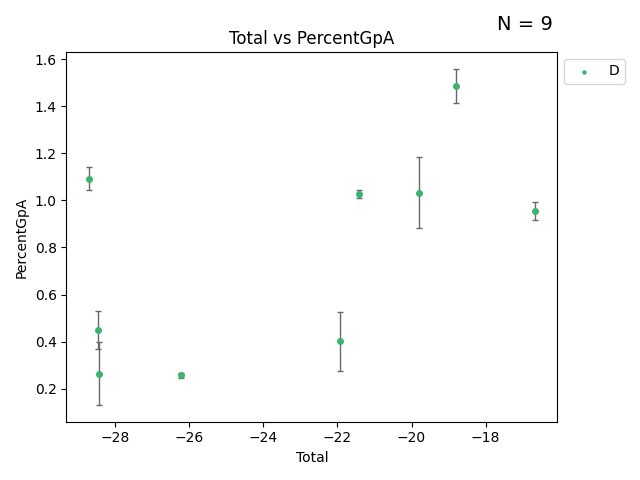 N = 9
Total vs PercentGpA
D
1.6
1.4
1.2
1.0
0.8
0.6
0.4
0.2
PercentGpA
−28 −26 −24 −22 −20 −18
Total